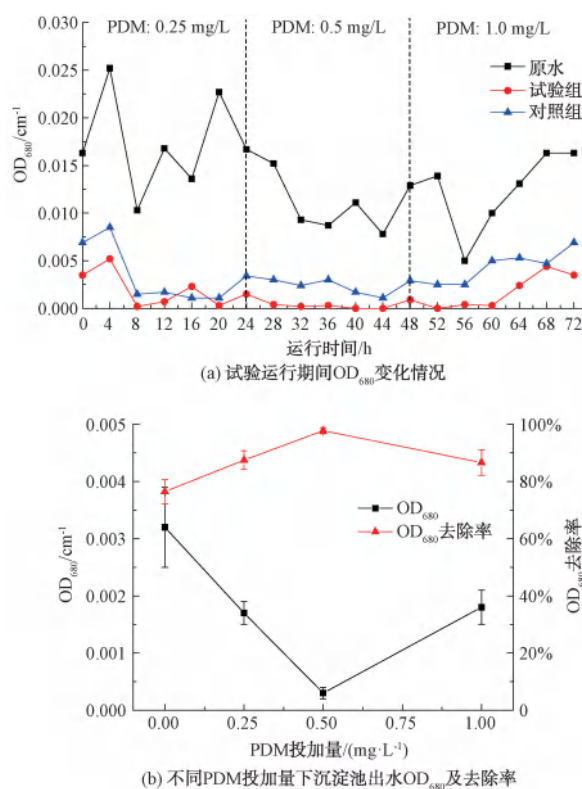 PDM: 0.25 mg/L PDM: 0.5 mg/L PDM: 1.0 mg/L
原水
试验组
对照组
OD₆₈₀/cm⁻¹
0.030
0.025
0.020
0.015
0.010
0.005
0.000
0 4 8 12 16 20 24 28 32 36 40 44 48 52 56 60 64 68 72
运行时间/h
(a) 试验运行期间OD₆₈₀变化情况
0.005
0.004
0.003
0.002
0.001
0.000
OD₆₈₀/cm⁻¹
OD₆₈₀
OD₆₈₀去除率
100%
80%
60%
40%
20%
0
OD₆₈₀去除率
0.00 0.25 0.50 0.75 1.00
PDM投加量/(mg·L⁻¹)
(b) 不同PDM投加量下沉淀池出水OD₆₈₀及去除率